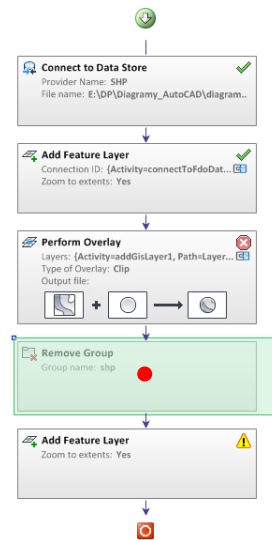 Connect to Data Store
Provider Name: SHP
File name: E:\DP\Diagramy_AutoCAD\diagram..
Add Feature Layer
Connection ID: {Activity=connectToFdoDat...
Zoom to extents: Yes
Perform Overlay
Layers: {Activity=addGisLayer1, Path=Layer...
Type of Overlay: Clip
Output file:
Remove Group
Group name: shp
Add Feature Layer
Zoom to extents: Yes